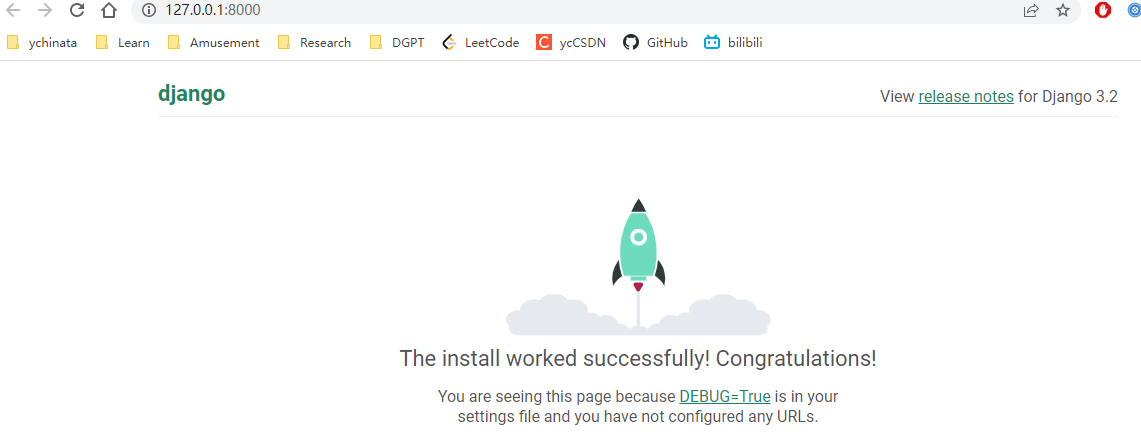 127.0.0.1:8000
ychinata Learn Amusement Research DGPT LeetCode C ycCSDN GitHub bilibili
django
View release notes for Django 3.2
The install worked successfully! Congratulations!
You are seeing this page because DEBUG=True is in your
settings file and you have not configured any URLs.